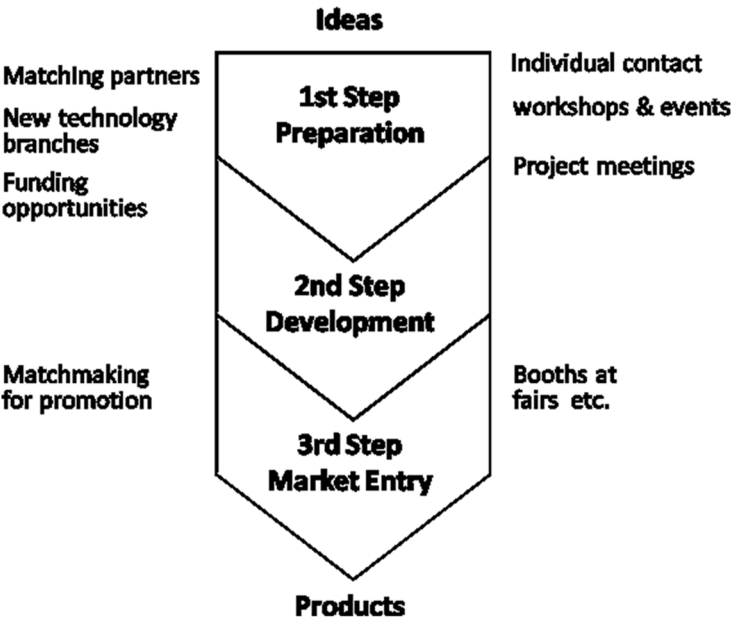 Ideas
Matching partners
New technology
branches
Funding
opportunities
1st Step
Preparation
Individual contact
workshops & events
Project meetings
2nd Step
Development
Matchmaking
for promotion
Booths at
fairs etc.
3rd Step
Market Entry
Products